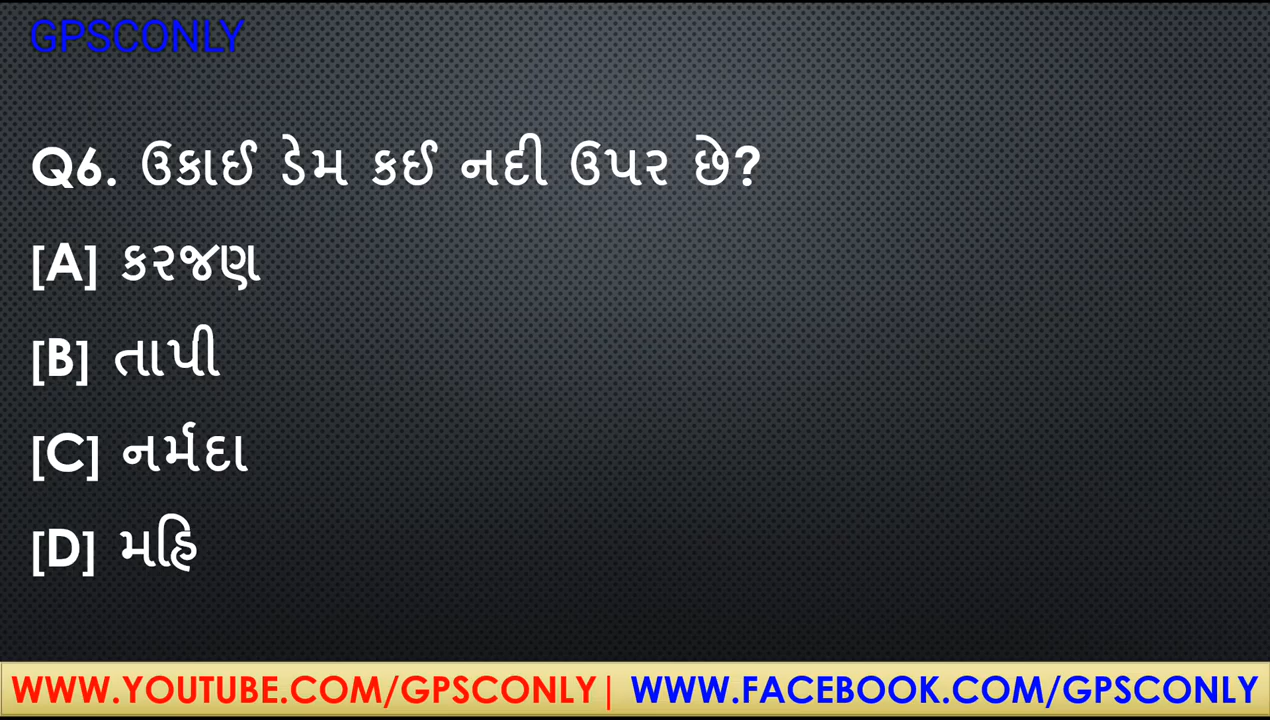 GPSCONLY
Q6. ઉકાઈ ડેમ કઈ નદી ઉપર છે?
[A] કરજણ
[B] તાપી
[C] નર્મદા
[D] મહિ
WWW.YOUTUBE.COM/GPSCONLY| WWW.FACEBOOK.COM/GPSCONLY